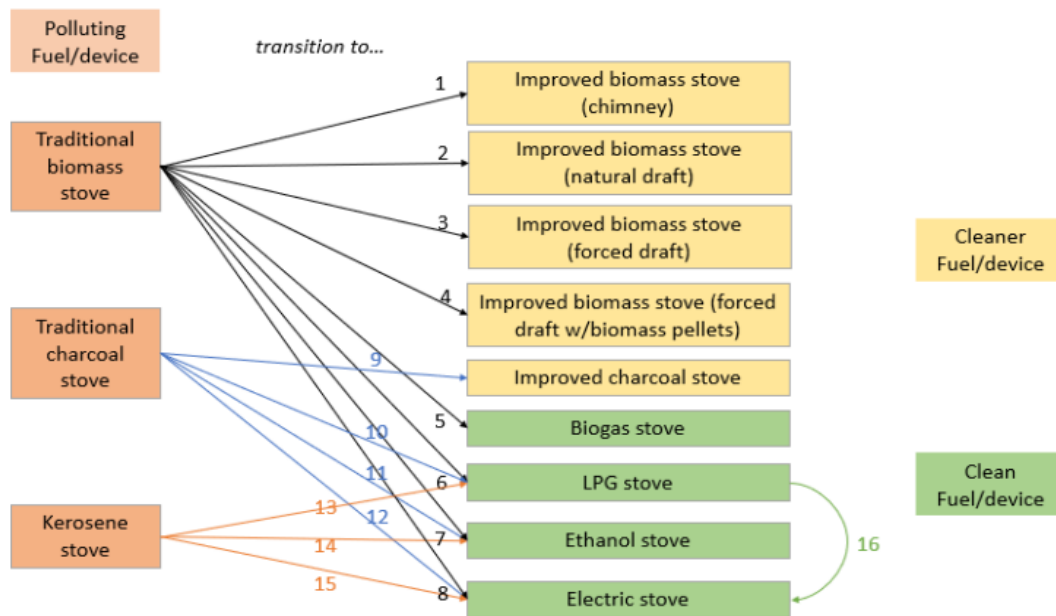 Polluting
Fuel/device
transition to...
Traditional
biomass
stove
Traditional
charcoal
stove
Kerosene
stove
1
2
3
4
5
6
7
8
9
10
11
12
13
14
15
Improved biomass stove
(chimney)
Improved biomass stove
(natural draft)
Improved biomass stove
(forced draft)
Improved biomass stove (forced
draft w/biomass pellets)
Improved charcoal stove
Biogas stove
LPG stove
Ethanol stove
Electric stove
16
Cleaner
Fuel/device
Clean
Fuel/device